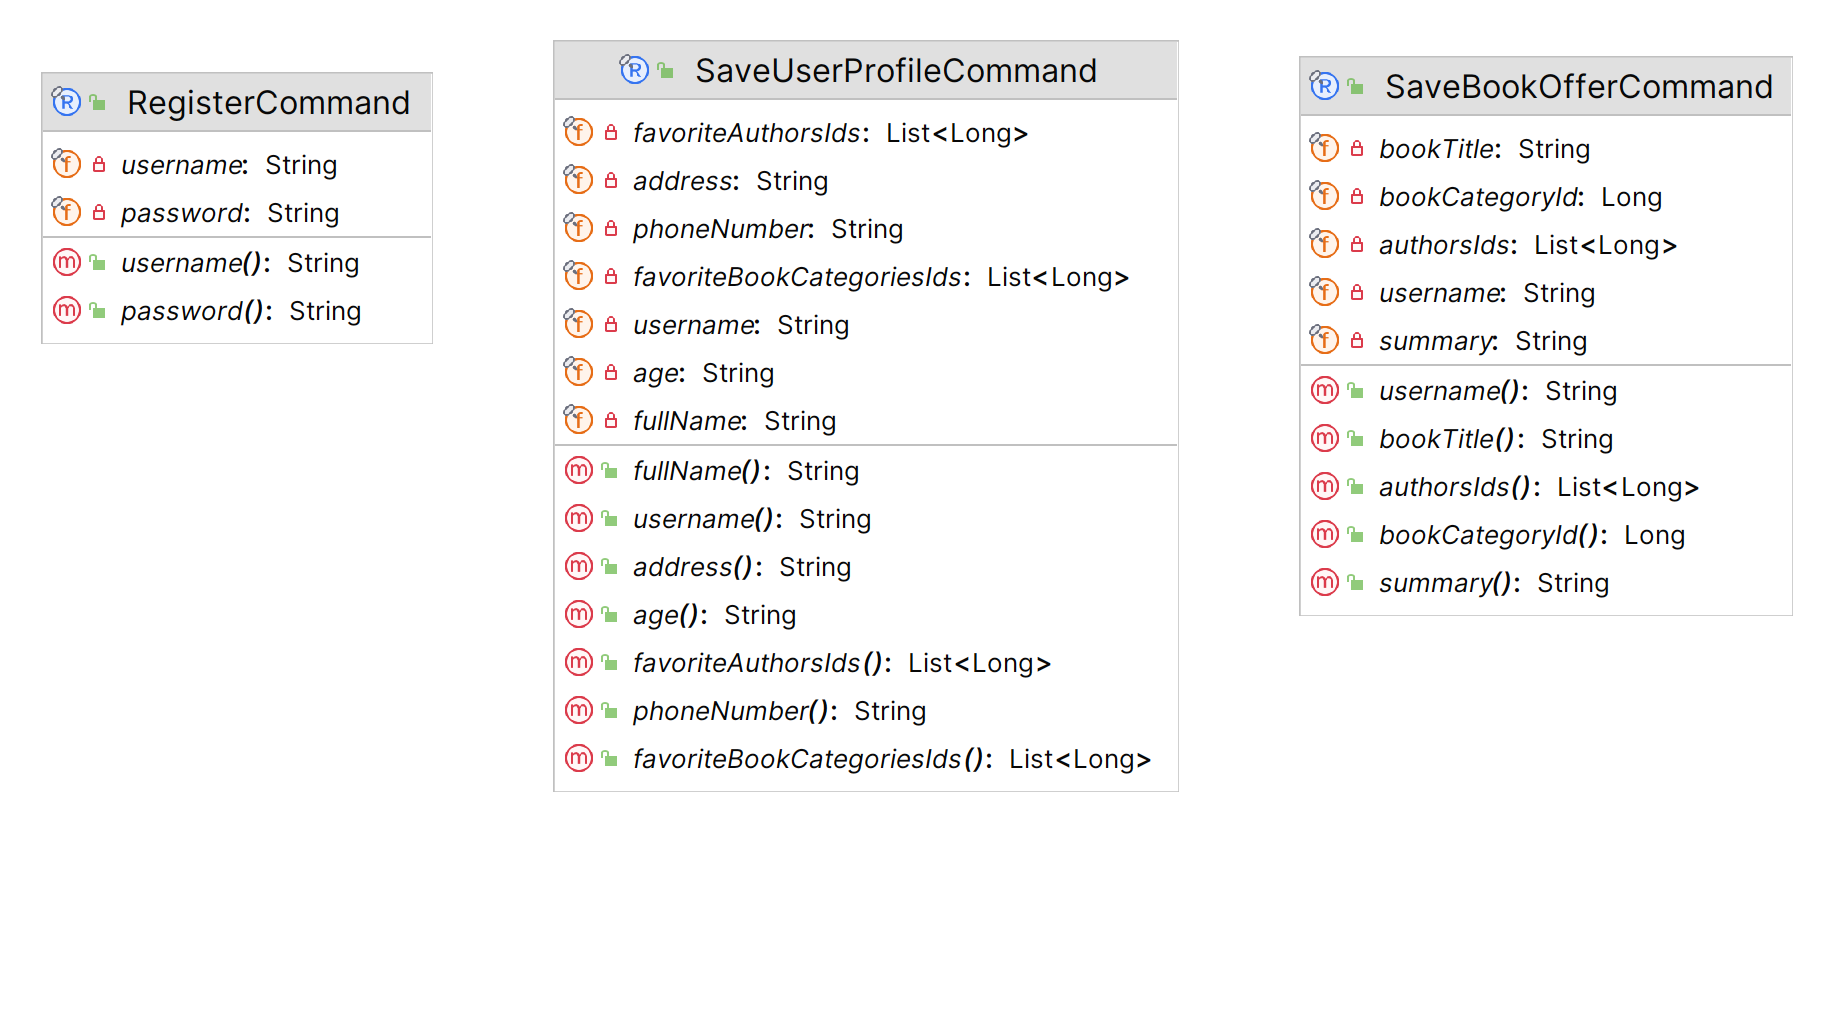 RegisterCommand
username: String
password: String
username(): String
password(): String
SaveUserProfileCommand
favoriteAuthorsIds: List<Long>
address: String
phoneNumber: String
favoriteBookCategoriesIds: List<Long>
username: String
age: String
fullName: String
fullName(): String
username(): String
address(): String
age(): String
favoriteAuthorsIds(): List<Long>
phoneNumber(): String
favoriteBookCategoriesIds(): List<Long>
SaveBookOfferCommand
bookTitle: String
bookCategoryId: Long
authorsIds: List<Long>
username: String
summary: String
username(): String
bookTitle(): String
authorsIds(): List<Long>
bookCategoryId(): Long
summary(): String